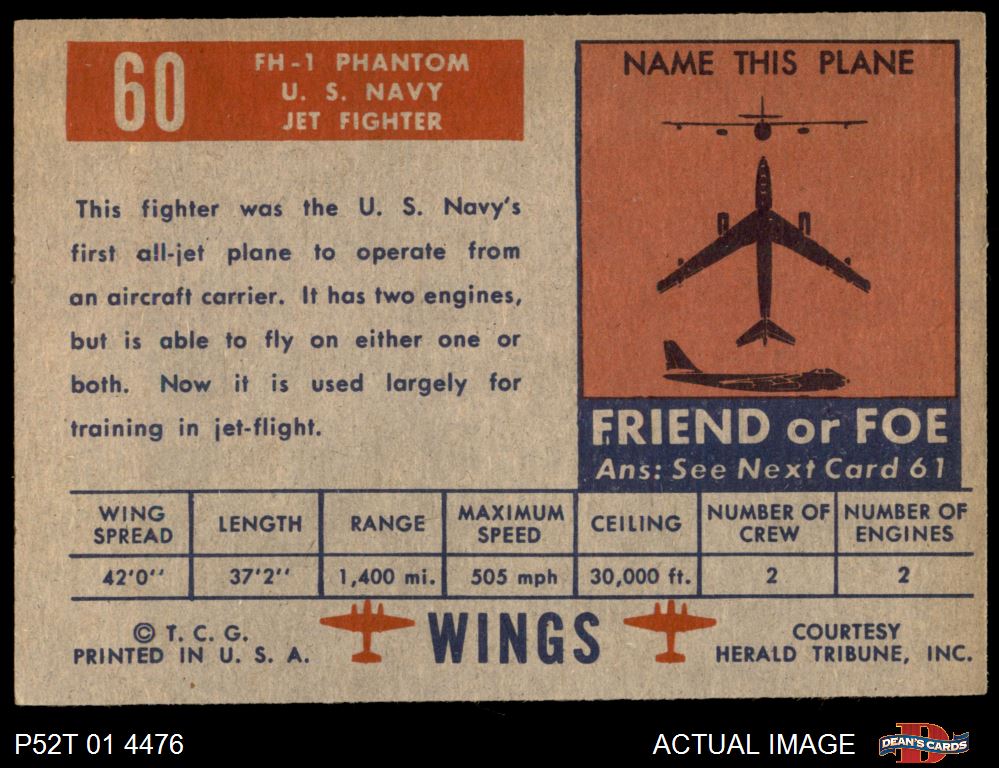 60
FH-1 PHANTOM
U. S. NAVY
JET FIGHTER
This fighter was the U. S. Navy's
first all-jet plane to operate from
an aircraft carrier. It has two engines,
but is able to fly on either one or
both. Now it is used largely for
training in jet-flight.
NAME THIS PLANE
FRIEND or FOE
Ans: See Next Card 61
WING SPREAD
LENGTH
RANGE
MAXIMUM SPEED
CEILING
NUMBER OF CREW
NUMBER OF ENGINES
42'0''
37'2''
1,400 mi.
505 mph
30,000 ft.
2
2
© T. C. G.
PRINTED IN U. S. A.
WINGS
COURTESY
HERALD TRIBUNE, INC.
P52T 01 4476
ACTUAL IMAGE
DEAN'S CARDS